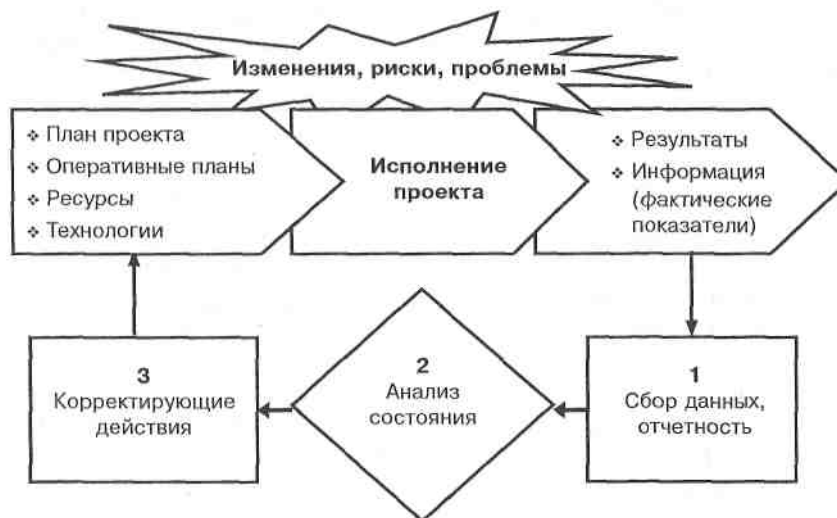 Изменения, риски, проблемы
❖ План проекта
❖ Оперативные планы
❖ Ресурсы
❖ Технологии
Исполнение
проекта
❖ Результаты
❖ Информация
(фактические
показатели)
3
Корректирующие
действия
2
Анализ
состояния
1
Сбор данных,
отчетность